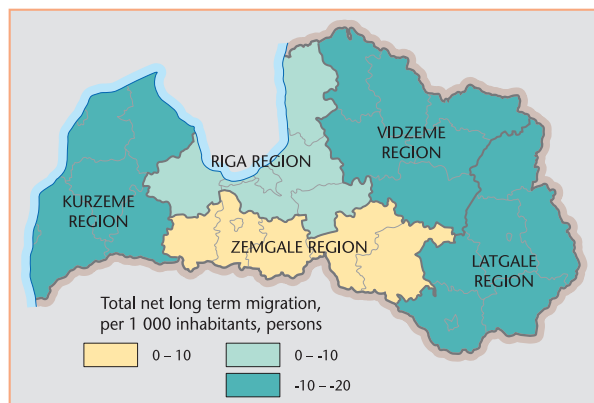 RIGA REGION
VIDZEME
REGION
KURZEME
REGION
ZEMGALE REGION
LATGALE
REGION
Total net long term migration,
per 1 000 inhabitants, persons
0 – 10
0 – -10
-10 – -20